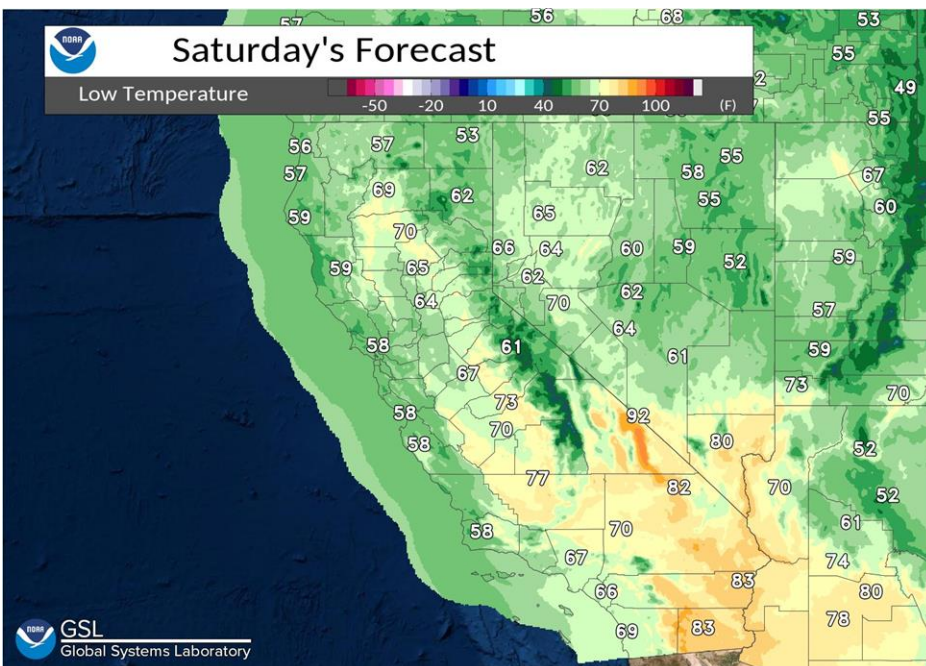 57 56 68 53
NOAA
Saturday's Forecast
55
Low Temperature
-50 -20 10 40 70 100 (F)
49
55
56 57 53
57 62 58 55 67
69 62 55 60
59 65
70
66 64 60 59 59
59 65 62 52
64 70 62 57
64
58 61 61 59
67 73 70
73
58 92
70 80 52
58
77 82 70 52
58 70 61
67 74
66 83 80
69 83 78
NOAA
GSL
Global Systems Laboratory